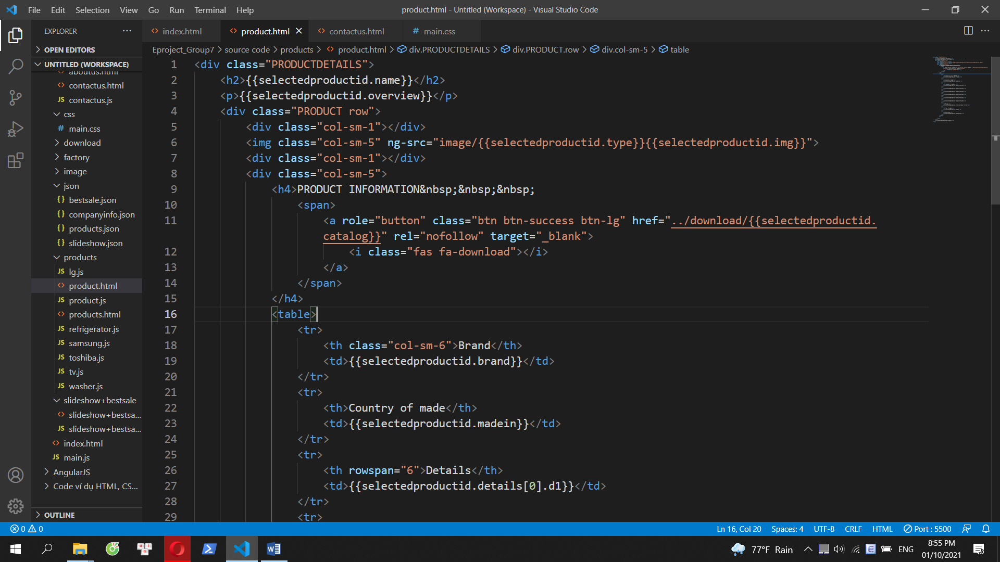 File Edit Selection View Go Run Terminal Help
product.html - Untitled (Workspace) - Visual Studio Code
EXPLORER
OPEN EDITORS
UNTITLED (WORKSPACE)
aboutus.html
contactus.html
JS contactus.js
css
# main.css
download
factory
image
json
{} bestsale.json
{} companyinfo.json
{} products.json
{} slideshow.json
products
JS lg.js
product.html
JS product.js
products.html
JS refrigerator.js
JS samsung.js
JS toshiba.js
JS tv.js
JS washer.js
slideshow+bestsale
slideshow+bestsa...
JS slideshow+bestsa...
index.html
JS main.js
AngularJS
Code ví dụ HTML, CS...
OUTLINE
index.html product.html contactus.html # main.css
Eproject_Group7 > source code > products > product.html > div.PRODUCTDETAILS > div.PRODUCT.row > div.col-sm-5 > table
1 <div class="PRODUCTDETAILS">
2 <h2>{{selectedproductid.name}}</h2>
3 <p>{{selectedproductid.overview}}</p>
4 <div class="PRODUCT row">
5 <div class="col-sm-1"></div>
6 <img class="col-sm-5" ng-src="image/{{selectedproductid.type}}{{selectedproductid.img}}">
7 <div class="col-sm-1"></div>
8 <div class="col-sm-5">
9 <h4>PRODUCT INFORMATION&nbsp;&nbsp;&nbsp;
10 <span>
11 <a role="button" class="btn btn-success btn-lg" href="../download/{{selectedproductid.
catalog}}" rel="nofollow" target="_blank">
12 <i class="fas fa-download"></i>
13 </a>
14 </span>
15 </h4>
16 <table>
17 <tr>
18 <th class="col-sm-6">Brand</th>
19 <td>{{selectedproductid.brand}}</td>
20 </tr>
21 <tr>
22 <th>Country of made</th>
23 <td>{{selectedproductid.madein}}</td>
24 </tr>
25 <tr>
26 <th rowspan="6">Details</th>
27 <td>{{selectedproductid.details[0].d1}}</td>
28 </tr>
29 <tr>
0 0
Ln 16, Col 20 Spaces: 4 UTF-8 CRLF HTML Port : 5500
77°F Rain ENG
8:55 PM
01/10/2021